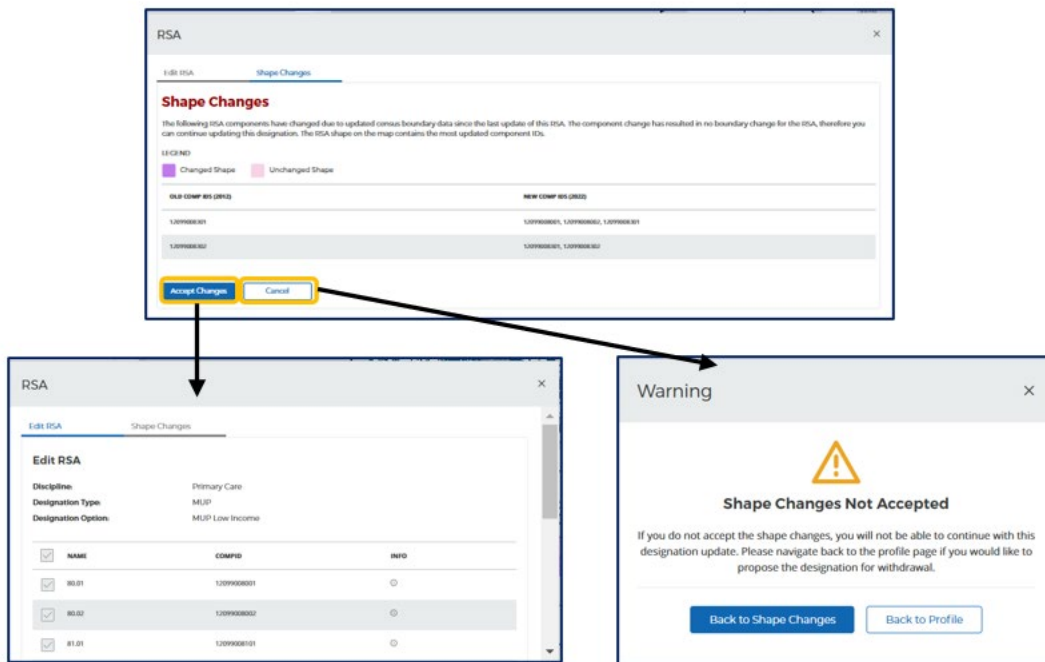 RSA
×
Edit RSA Shape Changes
Shape Changes
The following RSA components have changed due to updated census boundary data since the last update of this RSA. The component change has resulted in no boundary change for the RSA, therefore you
can continue updating this designation. The RSA shape on the map contains the most updated component IDs.
LEGEND
Changed Shape Unchanged Shape
OLD COMP IDS (2012) NEW COMP IDS (2022)
12099008301 12099008001, 12099008002, 12099008301
12099008302 12099008301, 12099008302
Accept Changes Cancel
RSA
×
Edit RSA Shape Changes
Edit RSA
Discipline: Primary Care
Designation Type: MUP
Designation Option: MUP Low Income
NAME COMPID INFO
80.01 12099008001
80.02 12099008002
81.01 12099008101
Warning
×
Shape Changes Not Accepted
If you do not accept the shape changes, you will not be able to continue with this
designation update. Please navigate back to the profile page if you would like to
propose the designation for withdrawal.
Back to Shape Changes Back to Profile